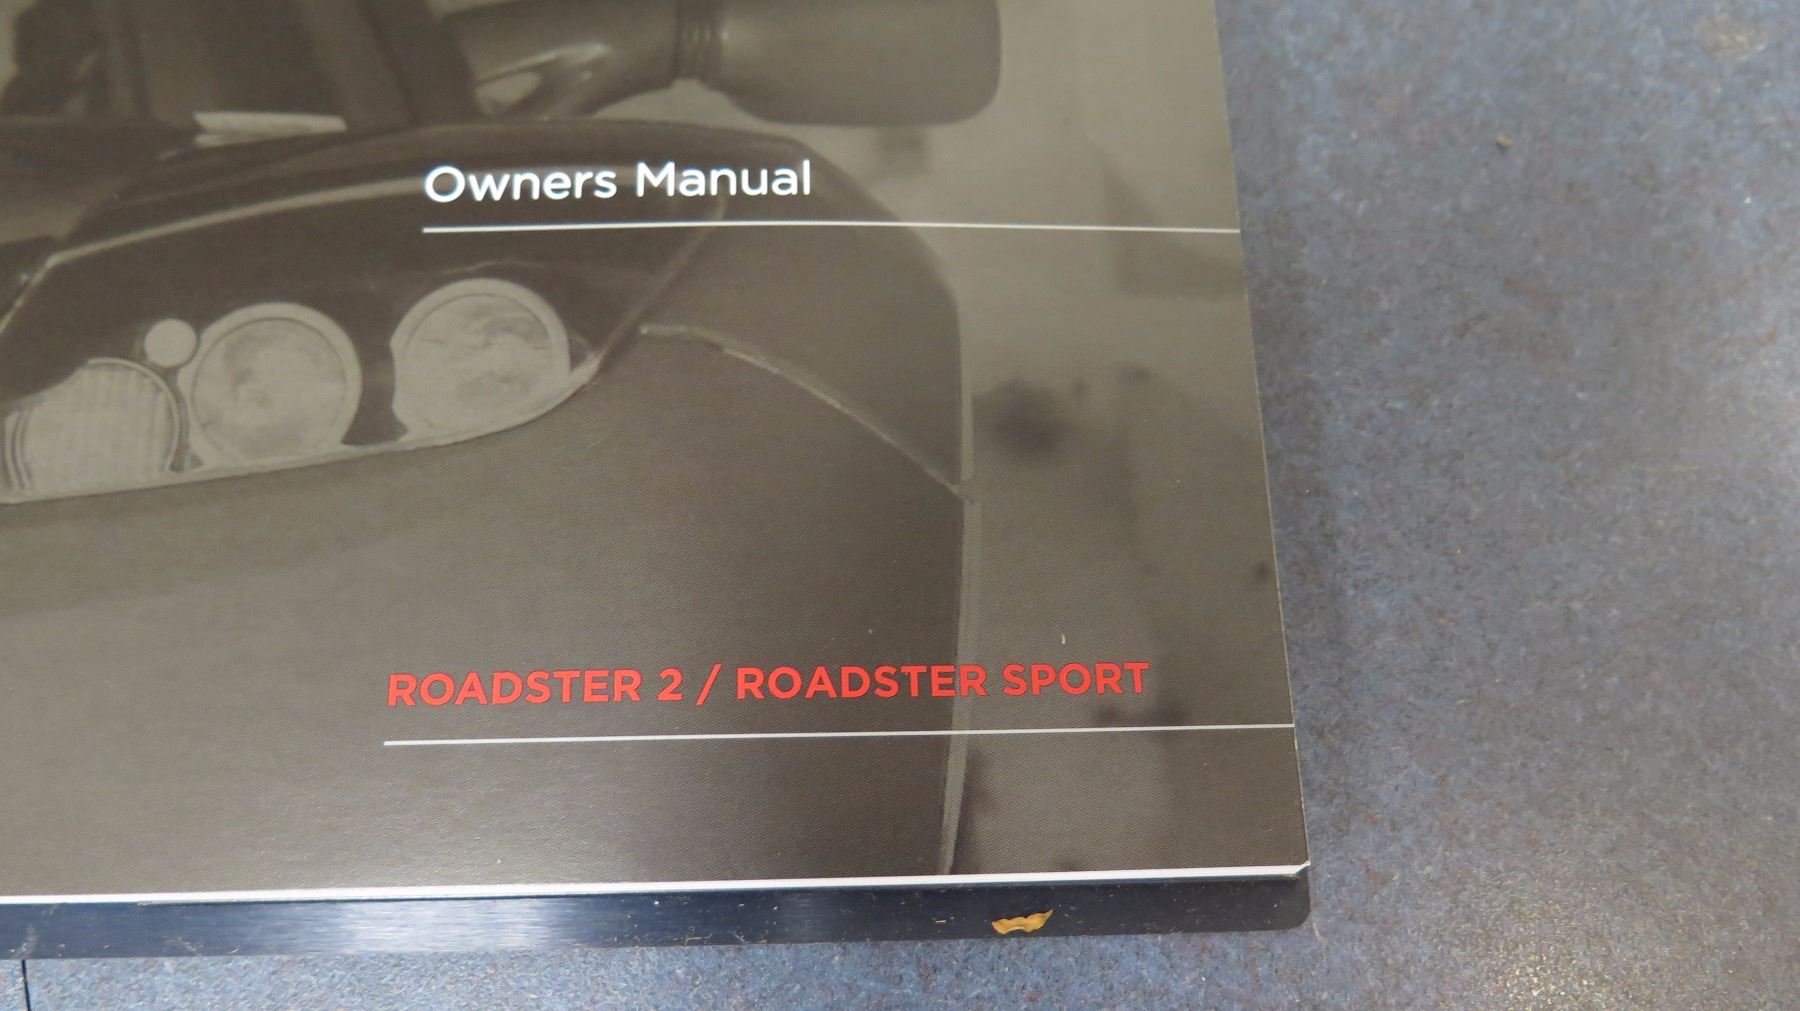 Owners Manual
ROADSTER 2 / ROADSTER SPORT